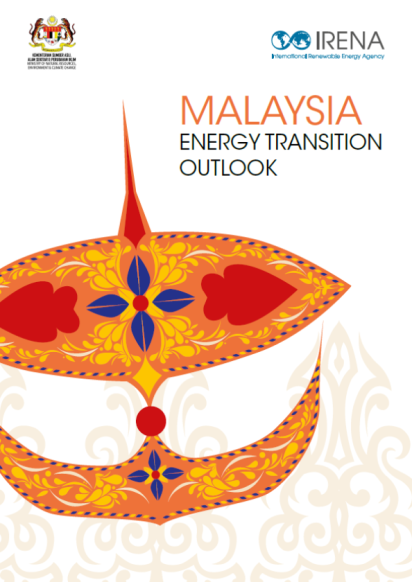 KEMENTERIAN SUMBER ASLI,
ALAM SEKITAR & PERUBAHAN IKLIM
MINISTRY OF NATURAL RESOURCES,
ENVIRONMENT & CLIMATE CHANGE
IRENA
International Renewable Energy Agency
MALAYSIA
ENERGY TRANSITION
OUTLOOK